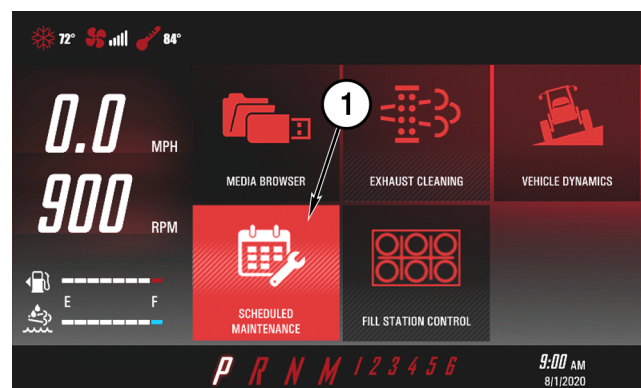 72° 84°
1
0.0 MPH
MEDIA BROWSER EXHAUST CLEANING VEHICLE DYNAMICS
900 RPM
E F
SCHEDULED
MAINTENANCE
FILL STATION CONTROL
P R N M 1 2 3 4 5 6
9:00 AM
8/1/2020